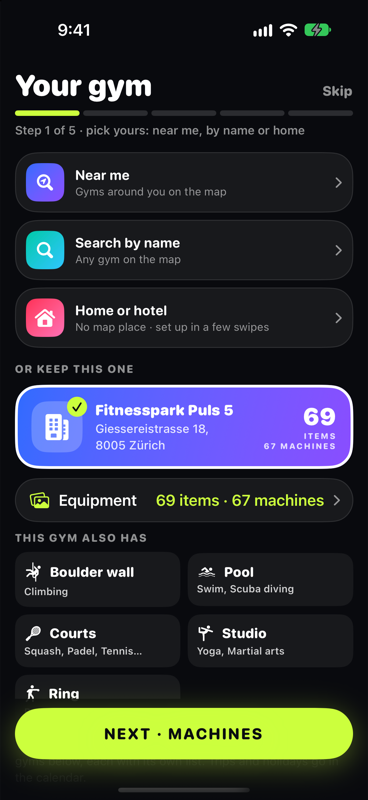 9:41
Your gym
Skip
Step 1 of 5 · pick yours: near me, by name or home
Near me
Gyms around you on the map
Search by name
Any gym on the map
Home or hotel
No map place · set up in a few swipes
OR KEEP THIS ONE
Fitnesspark Puls 5
Giessereistrasse 18,
8005 Zürich
69
ITEMS
67 MACHINES
Equipment 69 items · 67 machines
THIS GYM ALSO HAS
Boulder wall
Climbing
Pool
Swim, Scuba diving
Courts
Squash, Padel, Tennis...
Studio
Yoga, Martial arts
Ring
NEXT · MACHINES
the calendar.